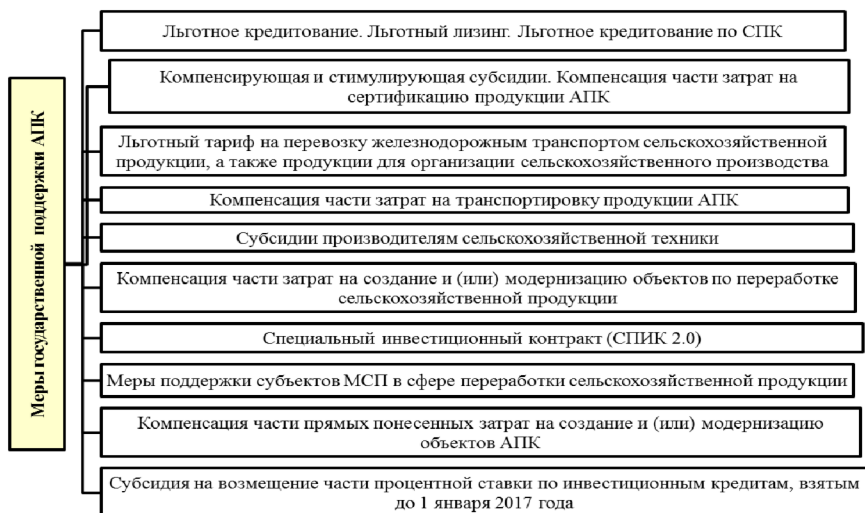 Меры государственной поддержки АПК
Льготное кредитование. Льготный лизинг. Льготное кредитование по СПК
Компенсирующая и стимулирующая субсидии. Компенсация части затрат на
сертификацию продукции АПК
Льготный тариф на перевозку железнодорожным транспортом сельскохозяйственной
продукции, а также продукции для организации сельскохозяйственного производства
Компенсация части затрат на транспортировку продукции АПК
Субсидии производителям сельскохозяйственной техники
Компенсация части затрат на создание и (или) модернизацию объектов по переработке
сельскохозяйственной продукции
Специальный инвестиционный контракт (СПИК 2.0)
Меры поддержки субъектов МСП в сфере переработки сельскохозяйственной продукции
Компенсация части прямых понесенных затрат на создание и (или) модернизацию
объектов АПК
Субсидия на возмещение части процентной ставки по инвестиционным кредитам, взятым
до 1 января 2017 года